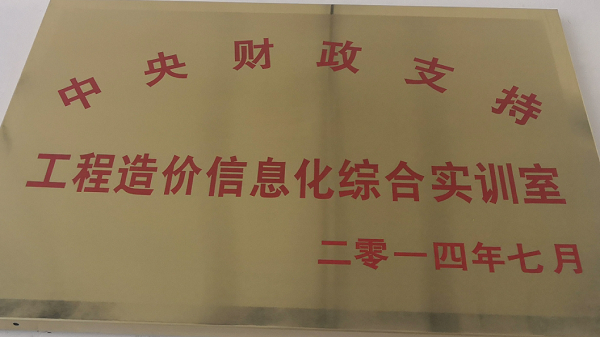 中央财政支持
工程造价信息化综合实训室
二零一四年七月